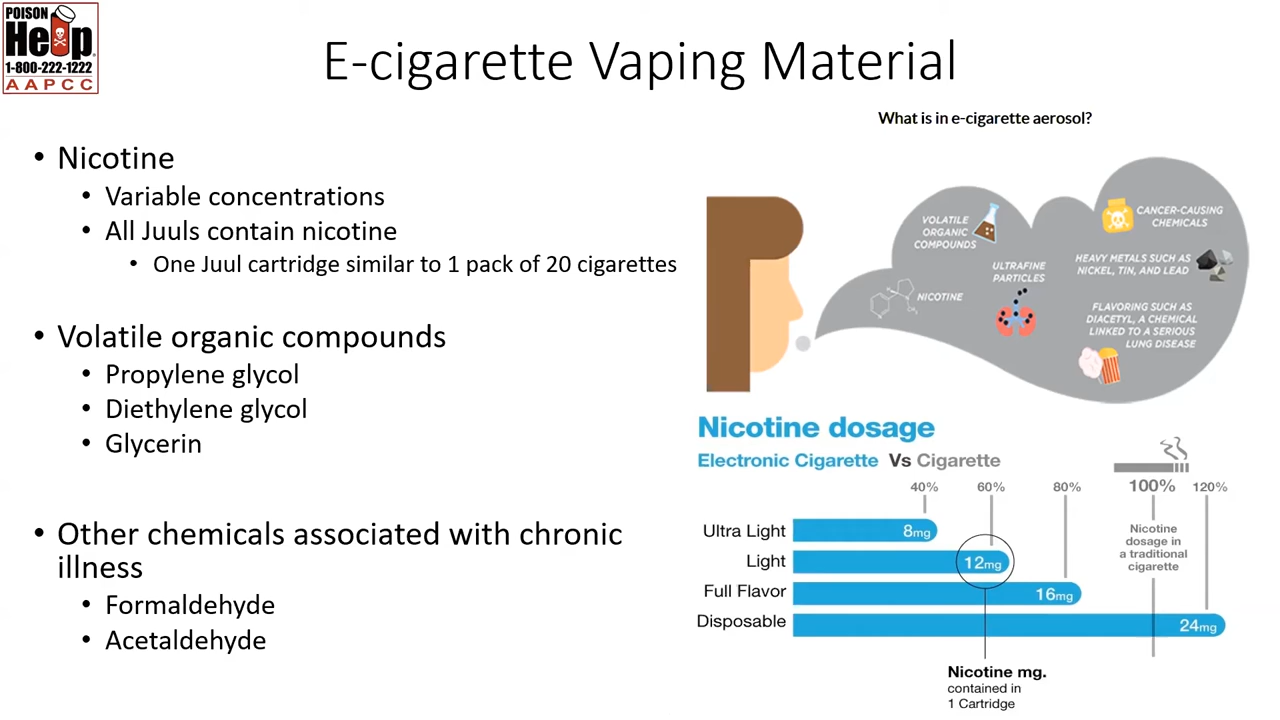 POISON
Help
1-800-222-1222
AAPCC
E-cigarette Vaping Material
• Nicotine
• Variable concentrations
• All Juuls contain nicotine
• One Juul cartridge similar to 1 pack of 20 cigarettes
• Volatile organic compounds
• Propylene glycol
• Diethylene glycol
• Glycerin
• Other chemicals associated with chronic
illness
• Formaldehyde
• Acetaldehyde
What is in e-cigarette aerosol?
VOLATILE
ORGANIC
COMPOUNDS
CANCER-CAUSING
CHEMICALS
ULTRAFINE
PARTICLES
HEAVY METALS SUCH AS
NICKEL, TIN, AND LEAD
NICOTINE
FLAVORING SUCH AS
DIACETYL, A CHEMICAL
LINKED TO A SERIOUS
LUNG DISEASE
Nicotine dosage
Electronic Cigarette Vs Cigarette
40% 60% 80% 100% 120%
Ultra Light 8mg
Light 12mg
Full Flavor 16mg
Disposable 24mg
Nicotine
dosage in
a traditional
cigarette
Nicotine mg.
contained in
1 Cartridge